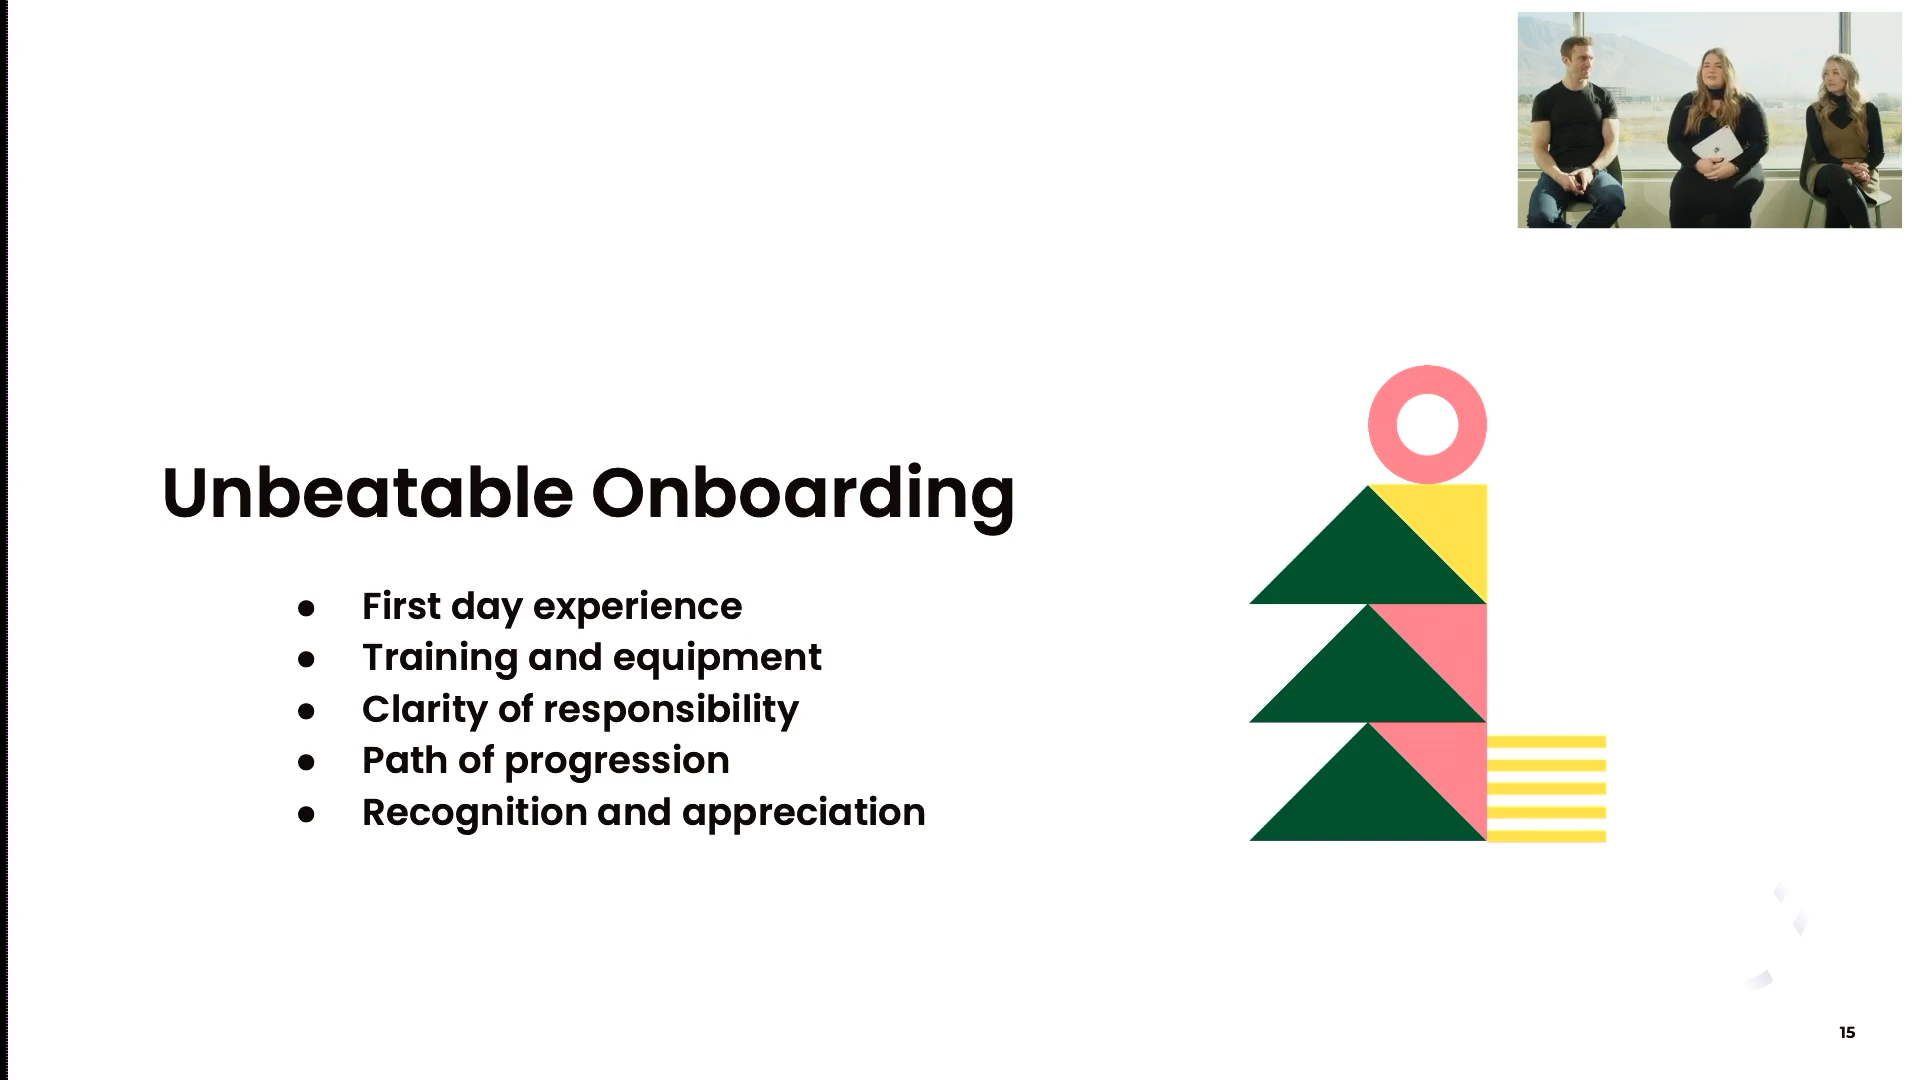 Unbeatable Onboarding
● First day experience
● Training and equipment
● Clarity of responsibility
● Path of progression
● Recognition and appreciation
15